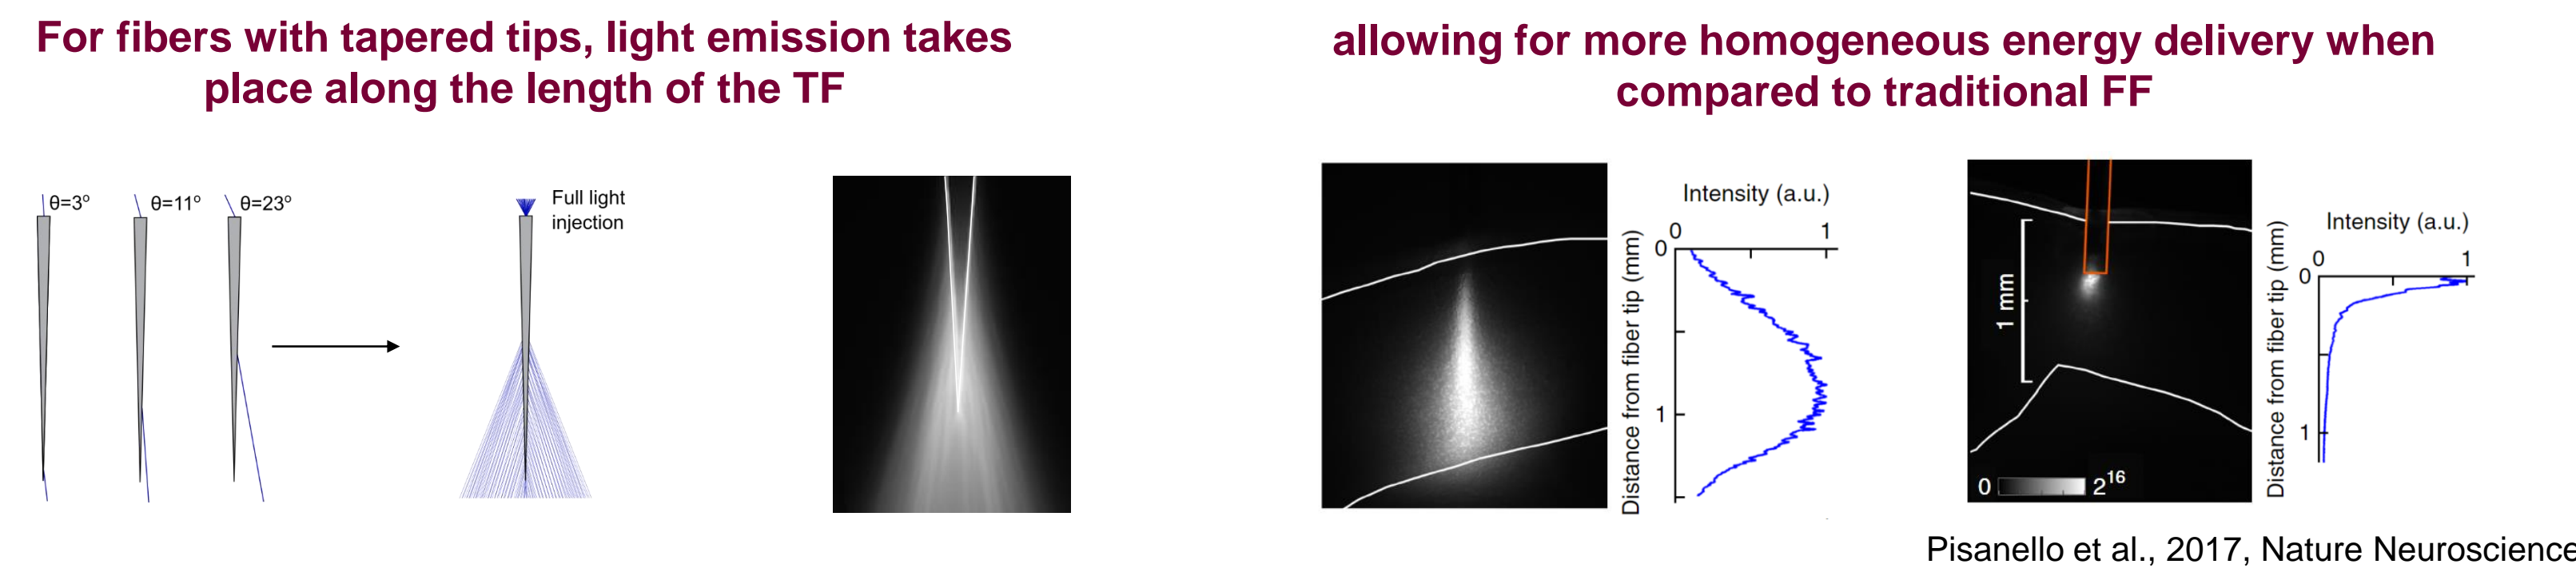 For fibers with tapered tips, light emission takes
place along the length of the TF
allowing for more homogeneous energy delivery when
compared to traditional FF
θ=3º
θ=11º
θ=23º
Full light
injection
Intensity (a.u.)
0 1
0
1
Distance from fiber tip (mm)
1 mm
0 2¹⁶
Intensity (a.u.)
0 1
0
1
Distance from fiber tip (mm)
Pisanello et al., 2017, Nature Neuroscience